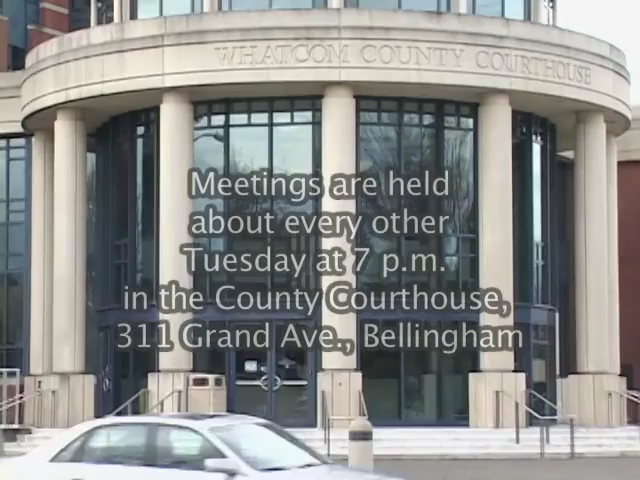 WHATCOM COUNTY COURTHOUSE
Meetings are held
about every other
Tuesday at 7 p.m.
in the County Courthouse,
311 Grand Ave., Bellingham